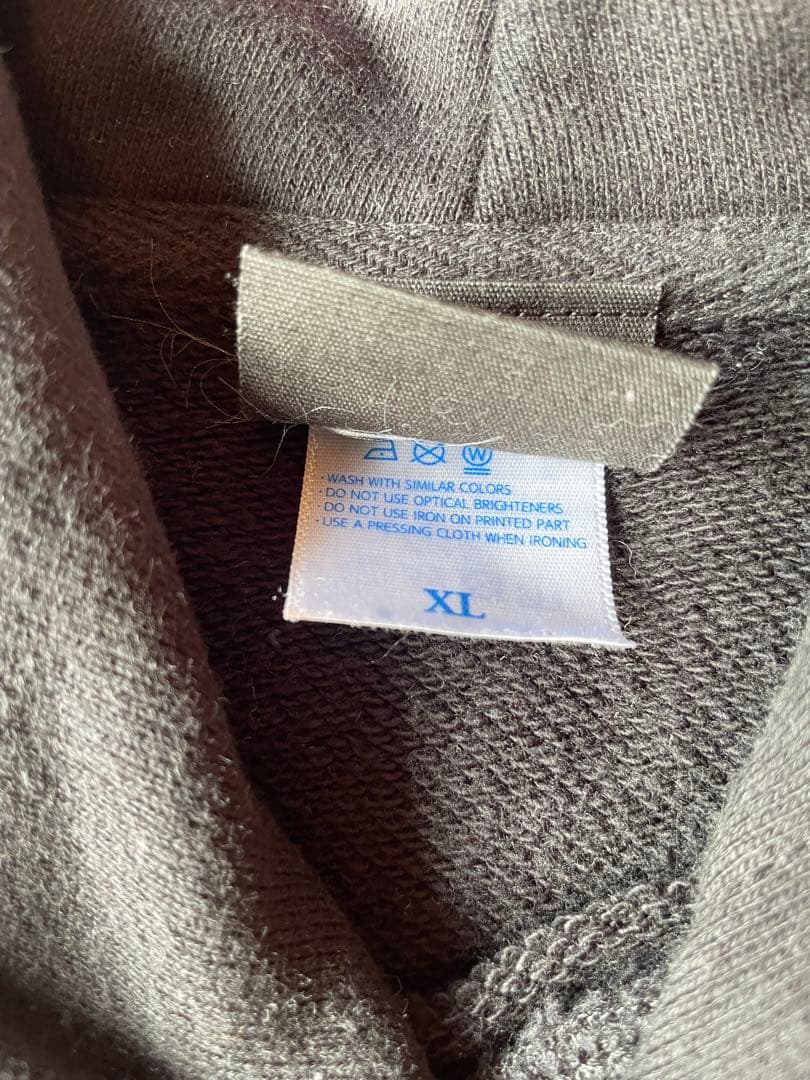 W
· WASH WITH SIMILAR COLORS
· DO NOT USE OPTICAL BRIGHTENERS
· DO NOT USE IRON ON PRINTED PART
· USE A PRESSING CLOTH WHEN IRONING
XL